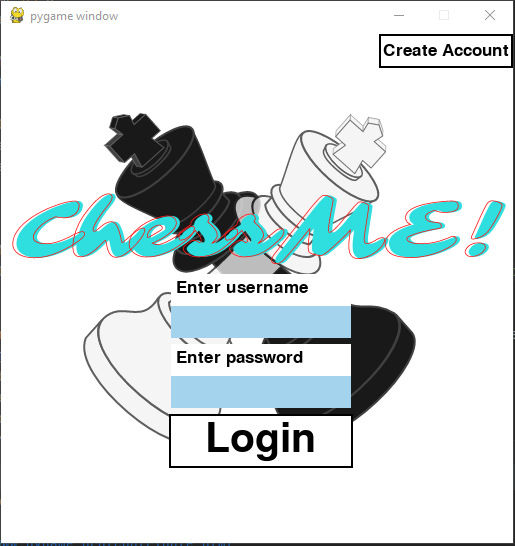 pygame window
Create Account
ChessME!
Enter username
Enter password
Login